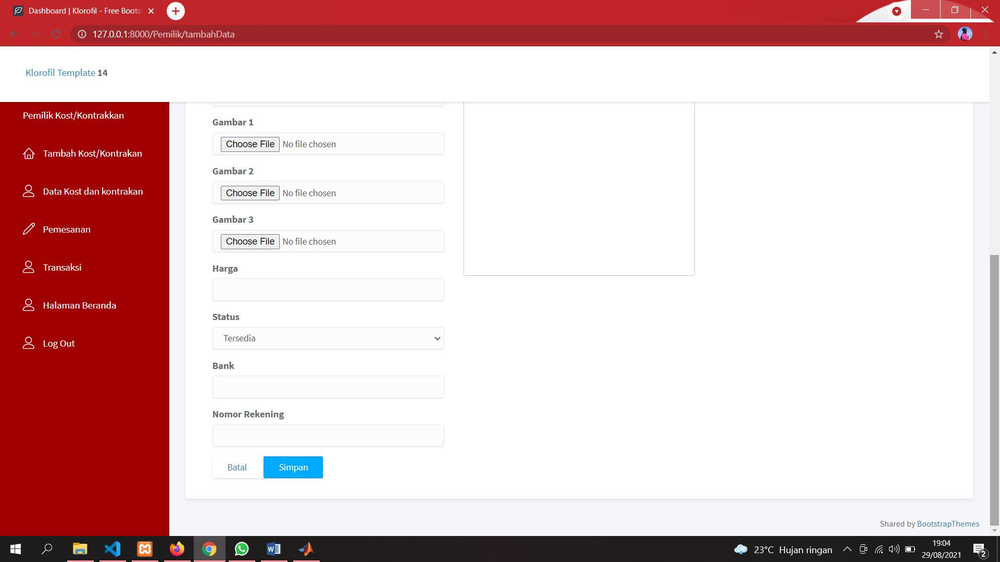 Dashboard | Klorofil - Free Boots
127.0.0.1:8000/Pemilik/tambahData
Klorofil Template 14
Pemilik Kost/Kontrakkan
Tambah Kost/Kontrakan
Data Kost dan kontrakan
Pemesanan
Transaksi
Halaman Beranda
Log Out
Gambar 1
Choose File No file chosen
Gambar 2
Choose File No file chosen
Gambar 3
Choose File No file chosen
Harga
Status
Tersedia
Bank
Nomor Rekening
Batal Simpan
Shared by BootstrapThemes
23°C Hujan ringan
19:04
29/08/2021
2